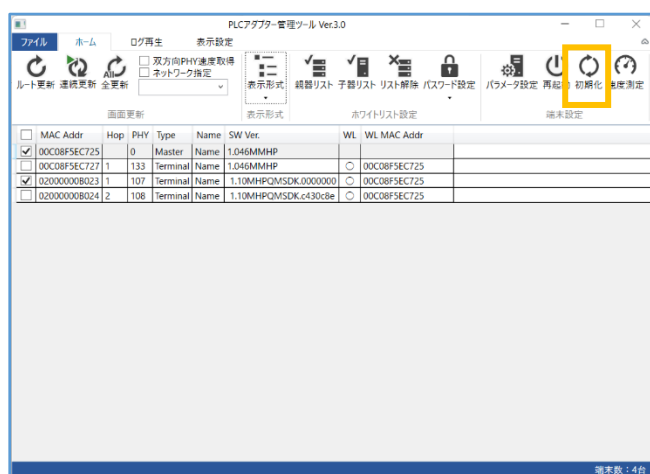 PLCアダプター管理ツール Ver.3.0
ファイル ホーム ログ再生 表示設定
双方向PHY速度取得
ネットワーク指定
ルート更新 連続更新 全更新 表示形式 親器リスト 子器リスト リスト解除 パスワード設定 パラメータ設定 再起動 初期化 速度測定
All
画面更新 表示形式 ホワイトリスト設定 端末設定
MAC Addr Hop PHY Type Name SW Ver. WL WL MAC Addr
00C08F5EC725 0 Master Name 1.046MMHP
00C08F5EC727 1 133 Terminal Name 1.046MMHP 00C08F5EC725
02000000B023 1 107 Terminal Name 1.10MHPQMSDK.0000000 00C08F5EC725
02000000B024 2 108 Terminal Name 1.10MHPQMSDK.c430c8e 00C08F5EC725
端末数：4台